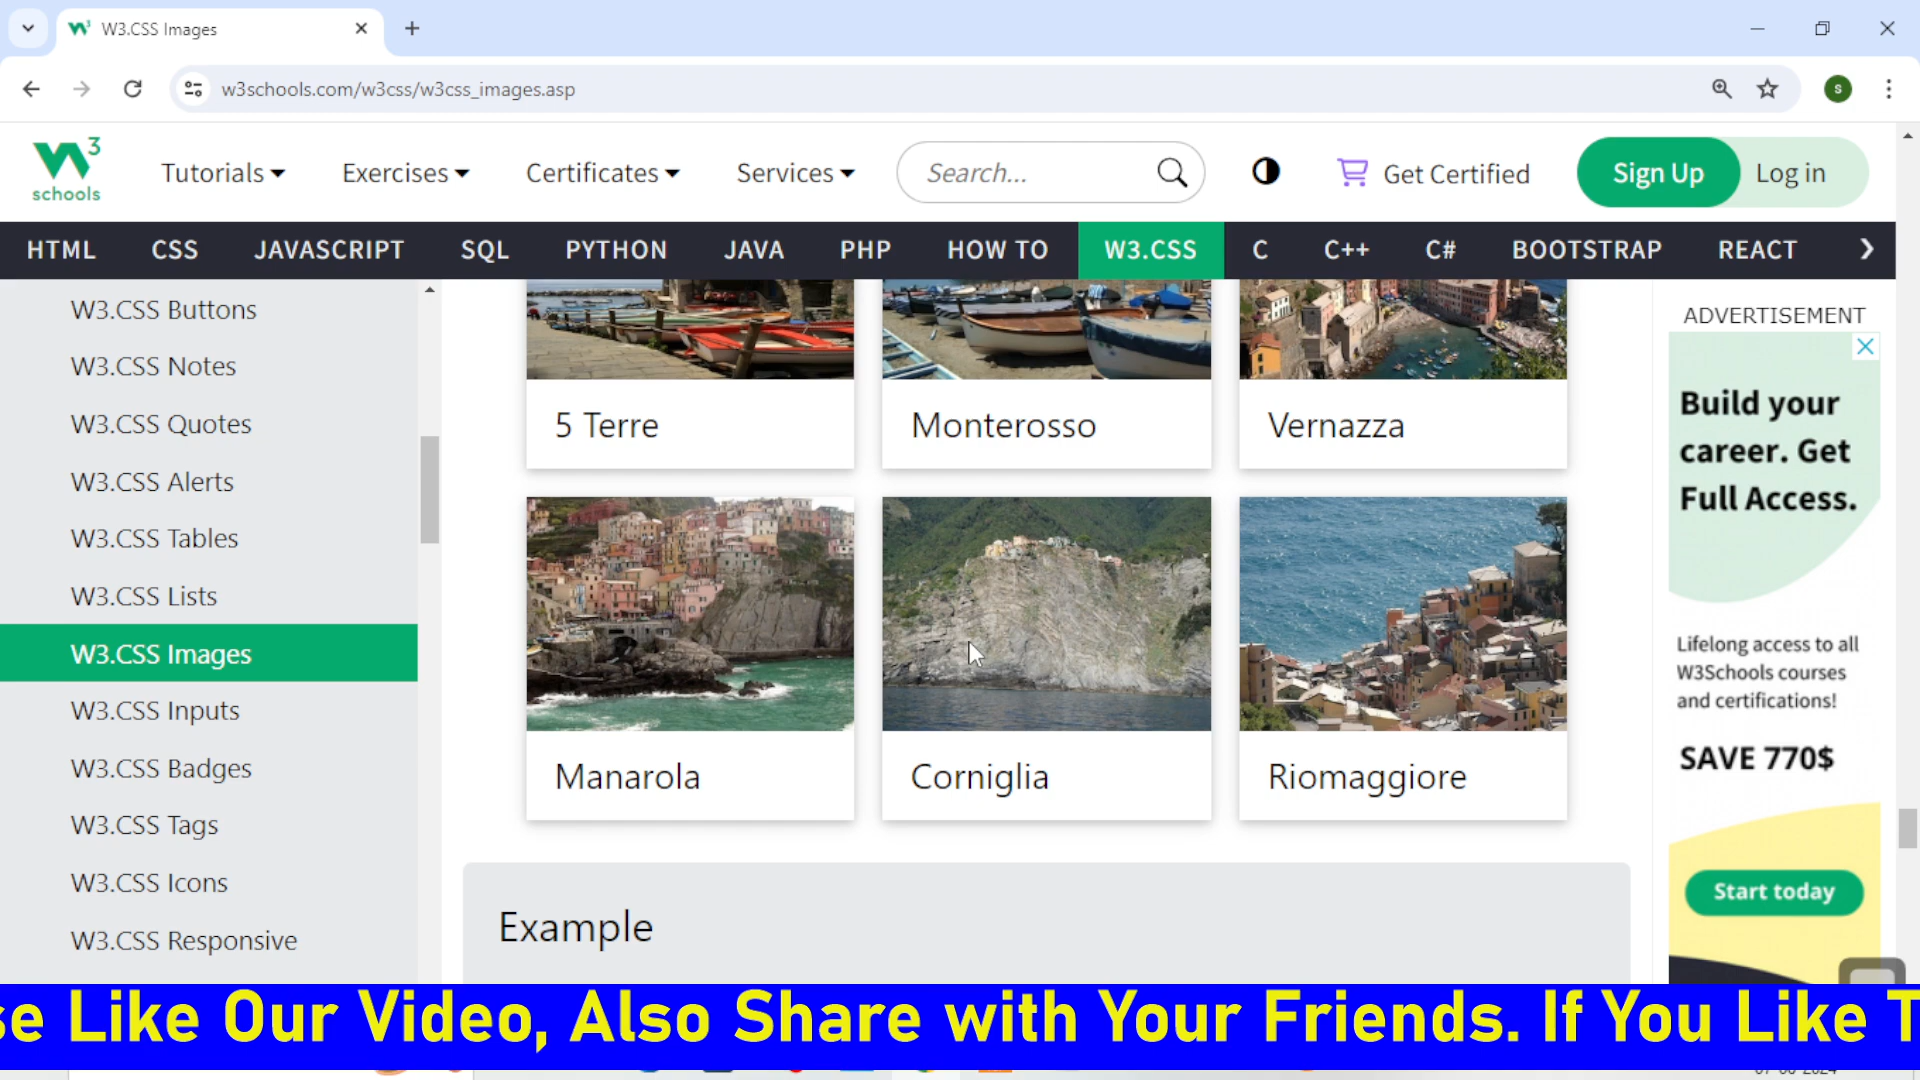 W3.CSS Images
w3schools.com/w3css/w3css_images.asp
S
3
schools
Tutorials
Exercises
Certificates
Services
Search...
Get Certified
Sign Up
Log in
HTML
CSS
JAVASCRIPT
SQL
PYTHON
JAVA
PHP
HOW TO
W3.CSS
C
C++
C#
BOOTSTRAP
REACT
W3.CSS Buttons
W3.CSS Notes
W3.CSS Quotes
W3.CSS Alerts
W3.CSS Tables
W3.CSS Lists
W3.CSS Images
W3.CSS Inputs
W3.CSS Badges
W3.CSS Tags
W3.CSS Icons
W3.CSS Responsive
5 Terre
Monterosso
Vernazza
Manarola
Corniglia
Riomaggiore
Example
ADVERTISEMENT
Build your
career. Get
Full Access.
Lifelong access to all
W3Schools courses
and certifications!
SAVE 770$
Start today
se Like Our Video, Also Share with Your Friends. If You Like T